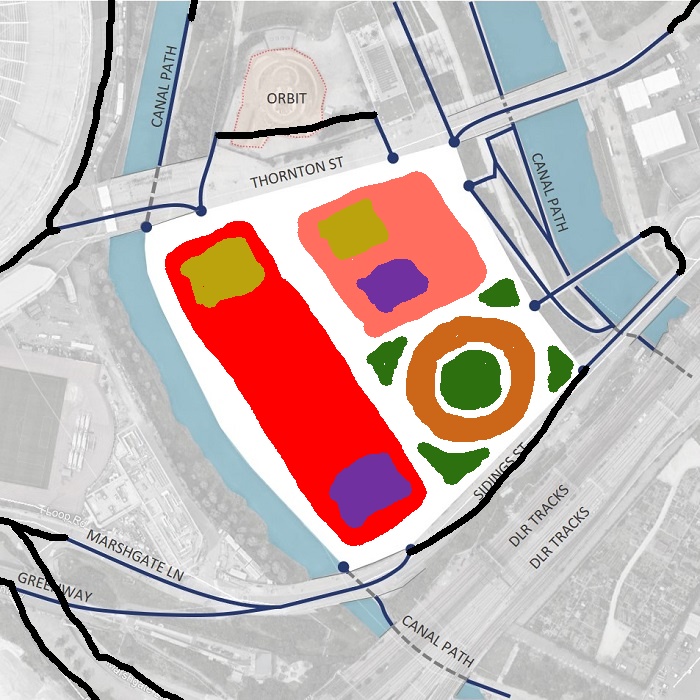 CANAL PATH
ORBIT
THORNTON ST
CANAL PATH
SIDINGS ST
DLR TRACKS
DLR TRACKS
MARSHGATE LN
GREENWAY
CANAL PATH